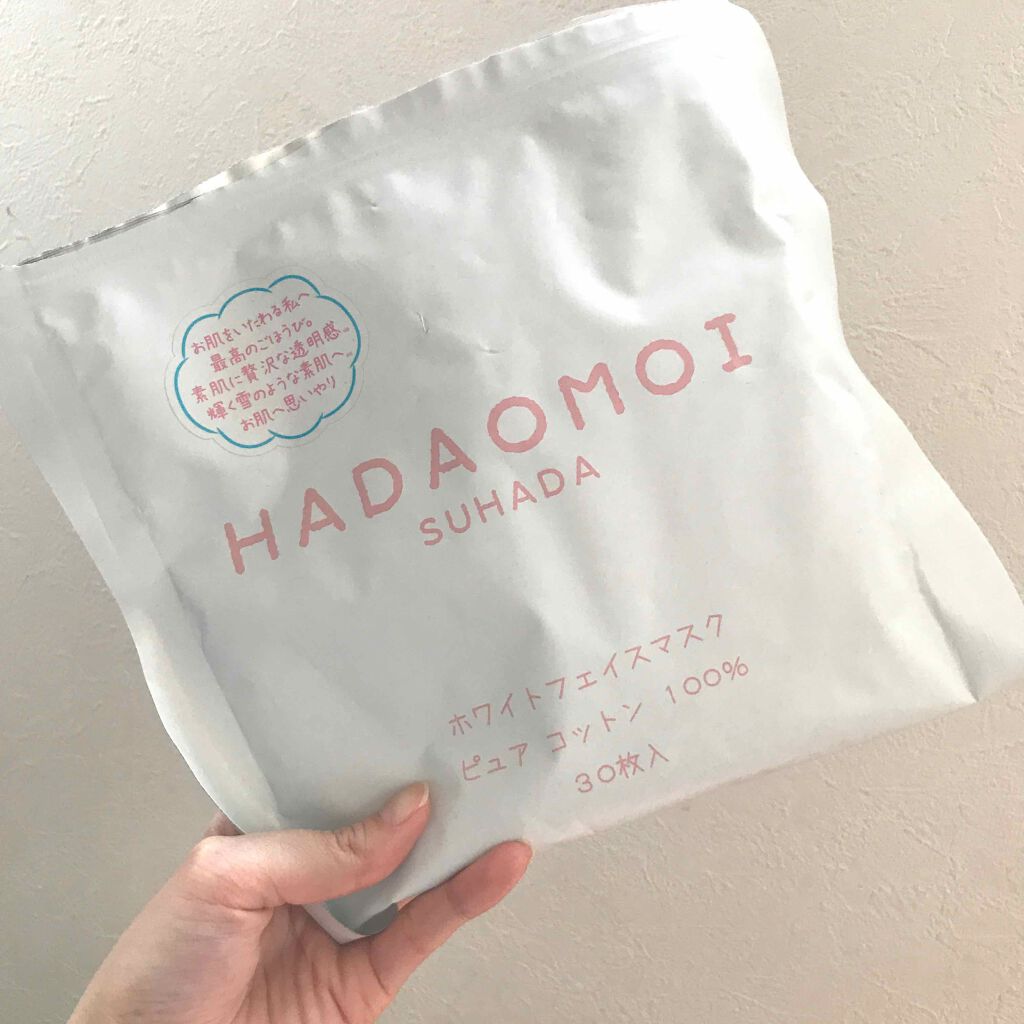 お肌をいたわる私へ
最高のごほうび。
素肌に贅沢な透明感…
輝く雪のような素肌へ…
お肌へ思いやり
HADAOMOI
SUHADA
ホワイトフェイスマスク
ピュア コットン 100%
30枚入